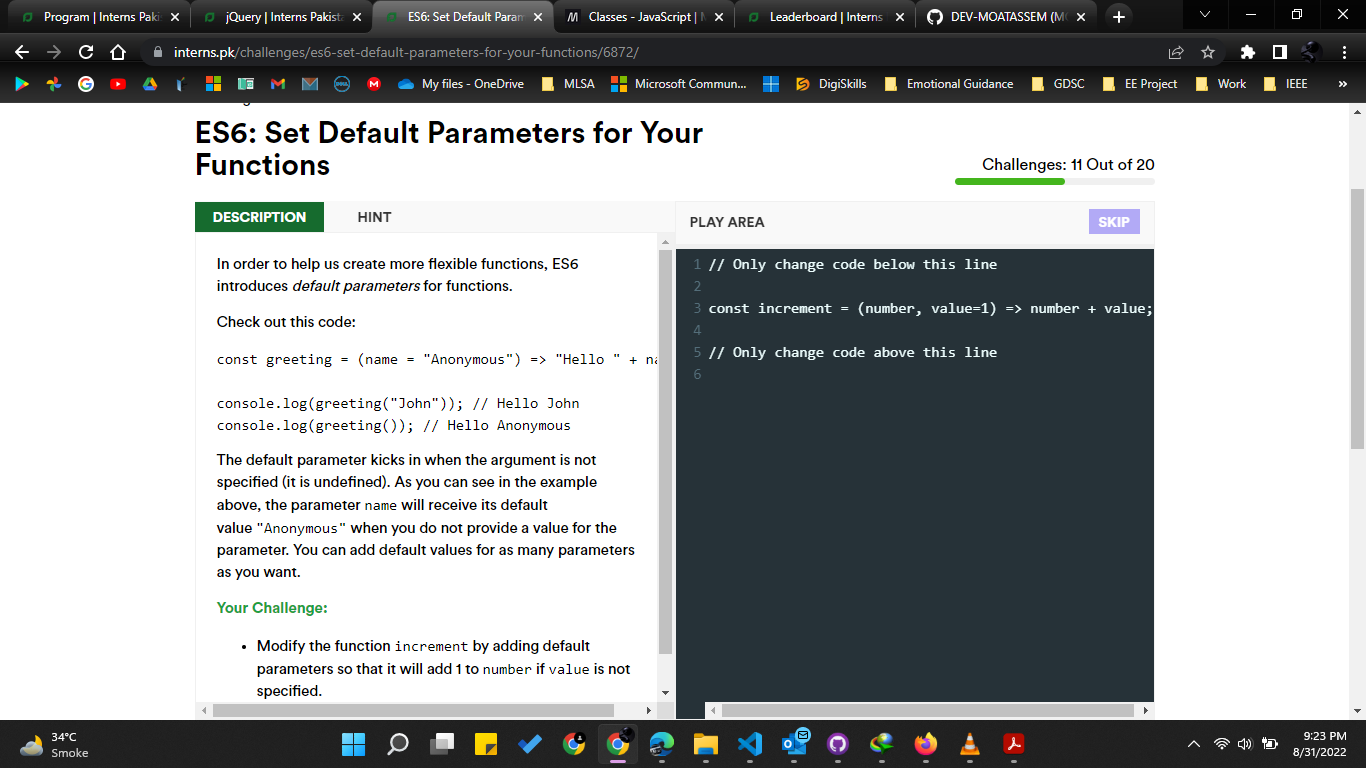 Program | Interns Paki
jQuery | Interns Pakista
ES6: Set Default Param
Classes - JavaScript | M
Leaderboard | Interns
DEV-MOATASSEM (M
interns.pk/challenges/es6-set-default-parameters-for-your-functions/6872/
My files - OneDrive
MLSA
Microsoft Commun...
DigiSkills
Emotional Guidance
GDSC
EE Project
Work
IEEE
»
ES6: Set Default Parameters for Your
Functions
Challenges: 11 Out of 20
DESCRIPTION
HINT
In order to help us create more flexible functions, ES6
introduces default parameters for functions.
Check out this code:
const greeting = (name = "Anonymous") => "Hello " + na
console.log(greeting("John")); // Hello John
console.log(greeting()); // Hello Anonymous
The default parameter kicks in when the argument is not
specified (it is undefined). As you can see in the example
above, the parameter name will receive its default
value "Anonymous" when you do not provide a value for the
parameter. You can add default values for as many parameters
as you want.
Your Challenge:
• Modify the function increment by adding default
parameters so that it will add 1 to number if value is not
specified.
PLAY AREA
SKIP
1 // Only change code below this line
2
3 const increment = (number, value=1) => number + value;
4
5 // Only change code above this line
6
34°C
Smoke
9:23 PM
8/31/2022